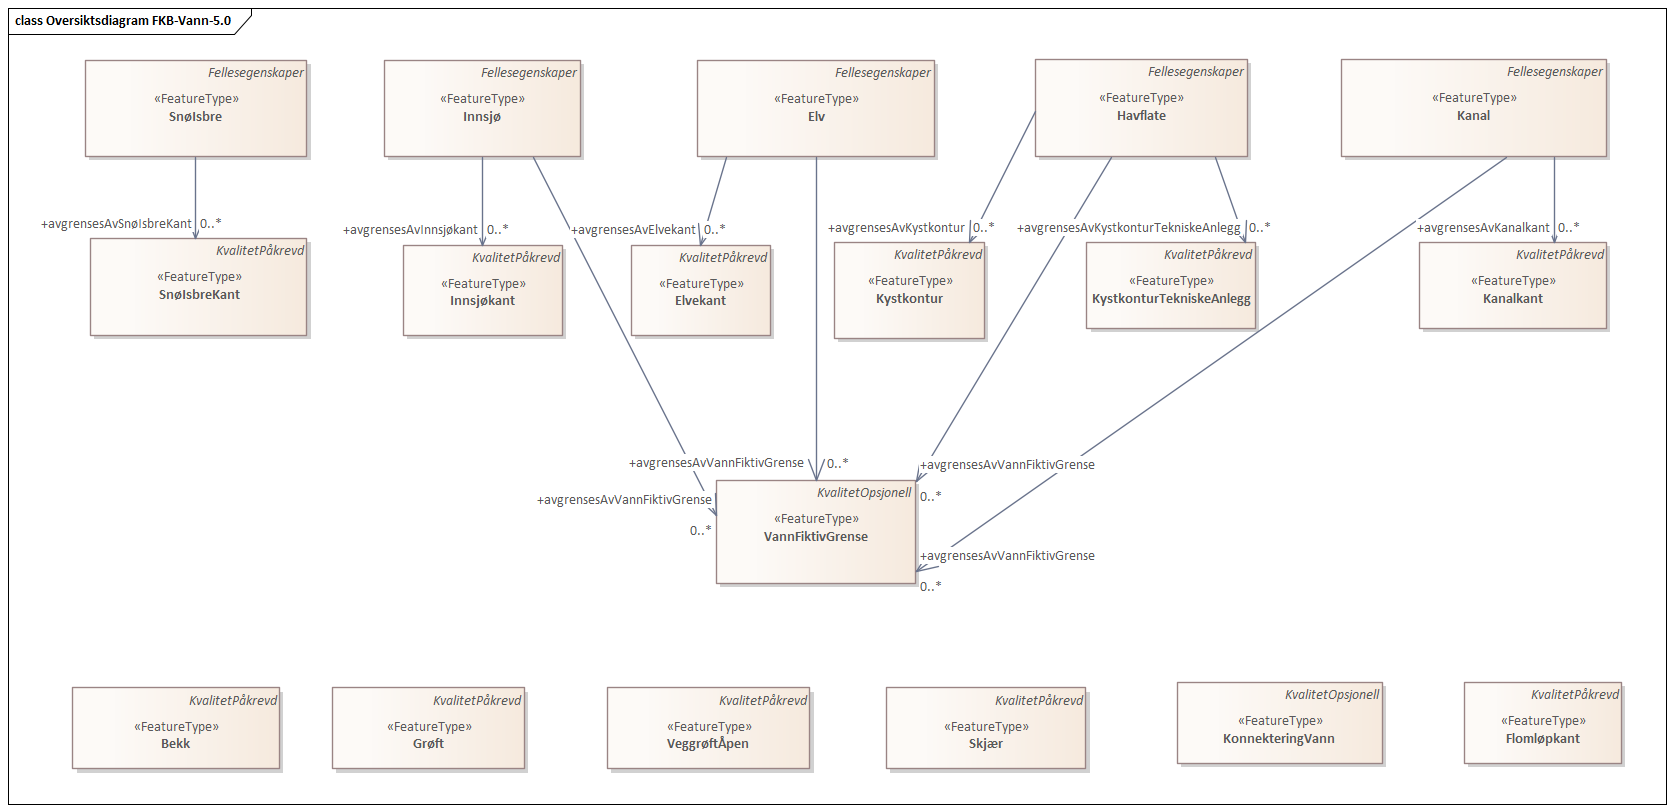 class Oversiktsdiagram FKB-Vann-5.0
Fellesegenskaper
«FeatureType»
SnøIsbre
Fellesegenskaper
«FeatureType»
Innsjø
Fellesegenskaper
«FeatureType»
Elv
Fellesegenskaper
«FeatureType»
Havflate
Fellesegenskaper
«FeatureType»
Kanal
+avgrensesAvSnøIsbreKant 0..*
+avgrensesAvInnsjøkant 0..*
+avgrensesAvElvekant 0..*
+avgrensesAvKystkontur 0..*
+avgrensesAvKystkonturTekniskeAnlegg 0..*
+avgrensesAvKanalkant 0..*
KvalitetPåkrevd
«FeatureType»
SnøIsbreKant
KvalitetPåkrevd
«FeatureType»
Innsjøkant
KvalitetPåkrevd
«FeatureType»
Elvekant
KvalitetPåkrevd
«FeatureType»
Kystkontur
KvalitetPåkrevd
«FeatureType»
KystkonturTekniskeAnlegg
KvalitetPåkrevd
«FeatureType»
Kanalkant
+avgrensesAvVannFiktivGrense 0..*
+avgrensesAvVannFiktivGrense
0..*
+avgrensesAvVannFiktivGrense
0..*
KvalitetOpsjonell
«FeatureType»
VannFiktivGrense
+avgrensesAvVannFiktivGrense
0..*
KvalitetPåkrevd
«FeatureType»
Bekk
KvalitetPåkrevd
«FeatureType»
Grøft
KvalitetPåkrevd
«FeatureType»
VeggrøftÅpen
KvalitetPåkrevd
«FeatureType»
Skjær
KvalitetOpsjonell
«FeatureType»
KonnekteringVann
KvalitetPåkrevd
«FeatureType»
Flomløpkant